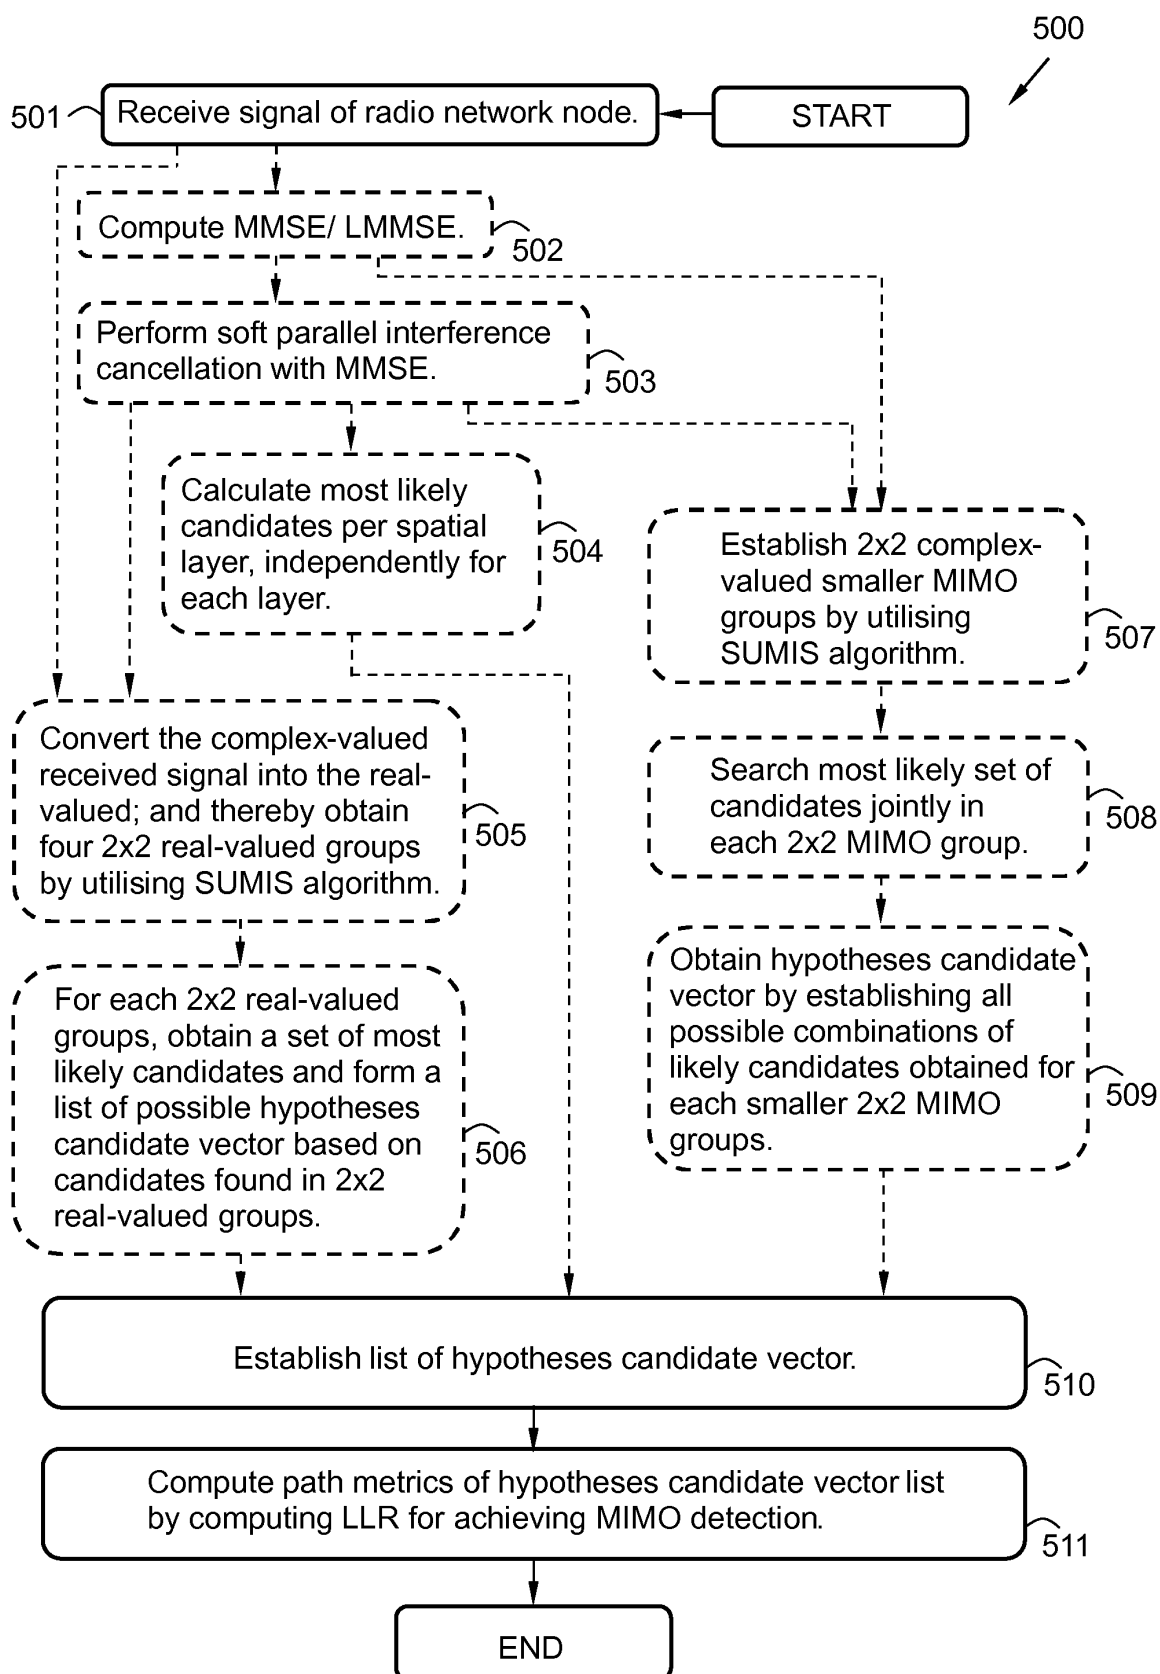 500
501
Receive signal of radio network node.
START
Compute MMSE/ LMMSE.
502
Perform soft parallel interference
cancellation with MMSE.
503
Calculate most likely
candidates per spatial
layer, independently for
each layer.
504
Establish 2x2 complex-
valued smaller MIMO
groups by utilising
SUMIS algorithm.
507
Convert the complex-valued
received signal into the real-
valued; and thereby obtain
four 2x2 real-valued groups
by utilising SUMIS algorithm.
505
Search most likely set of
candidates jointly in
each 2x2 MIMO group.
508
For each 2x2 real-valued
groups, obtain a set of most
likely candidates and form a
list of possible hypotheses
candidate vector based on
candidates found in 2x2
real-valued groups.
506
Obtain hypotheses candidate
vector by establishing all
possible combinations of
likely candidates obtained for
each smaller 2x2 MIMO
groups.
509
Establish list of hypotheses candidate vector.
510
Compute path metrics of hypotheses candidate vector list
by computing LLR for achieving MIMO detection.
511
END